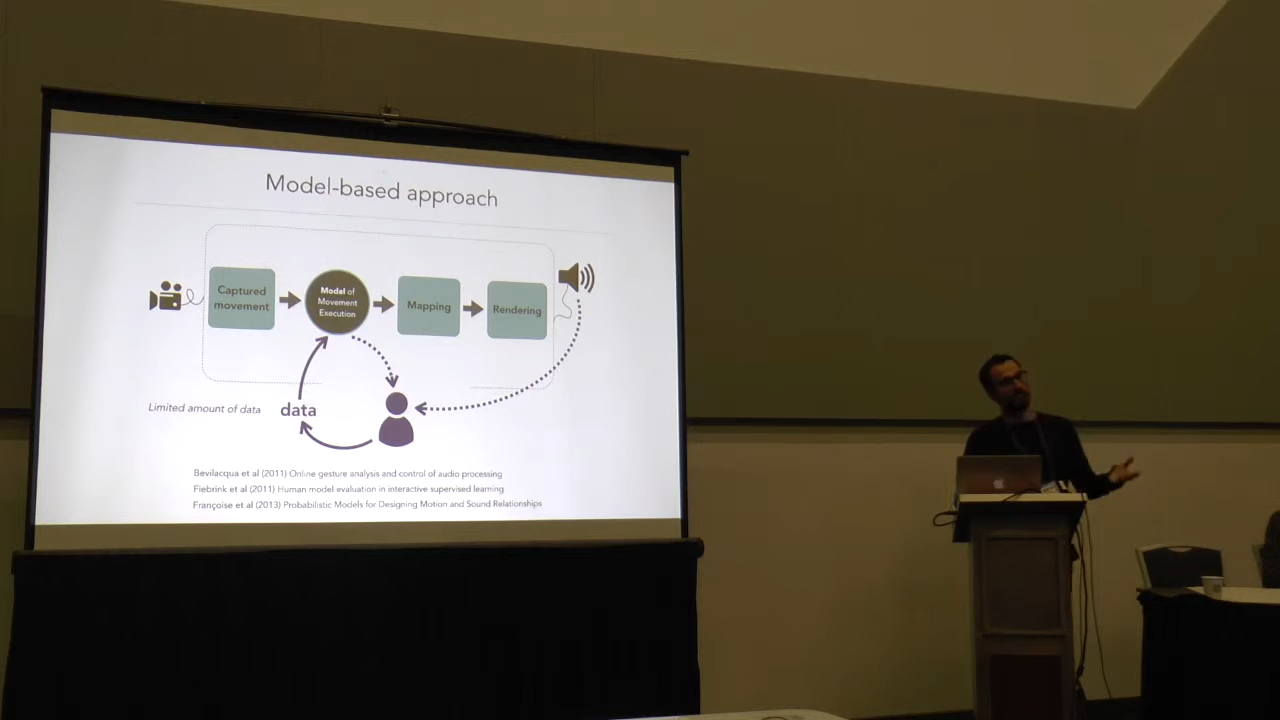 Model-based approach
Captured
movement
Model of
Movement
Execution
Mapping
Rendering
Limited amount of data
data
Bevilacqua et al (2011) Online gesture analysis and control of audio processing
Fiebrink et al (2011) Human model evaluation in interactive supervised learning
Françoise et al (2013) Probabilistic Models for Designing Motion and Sound Relationships